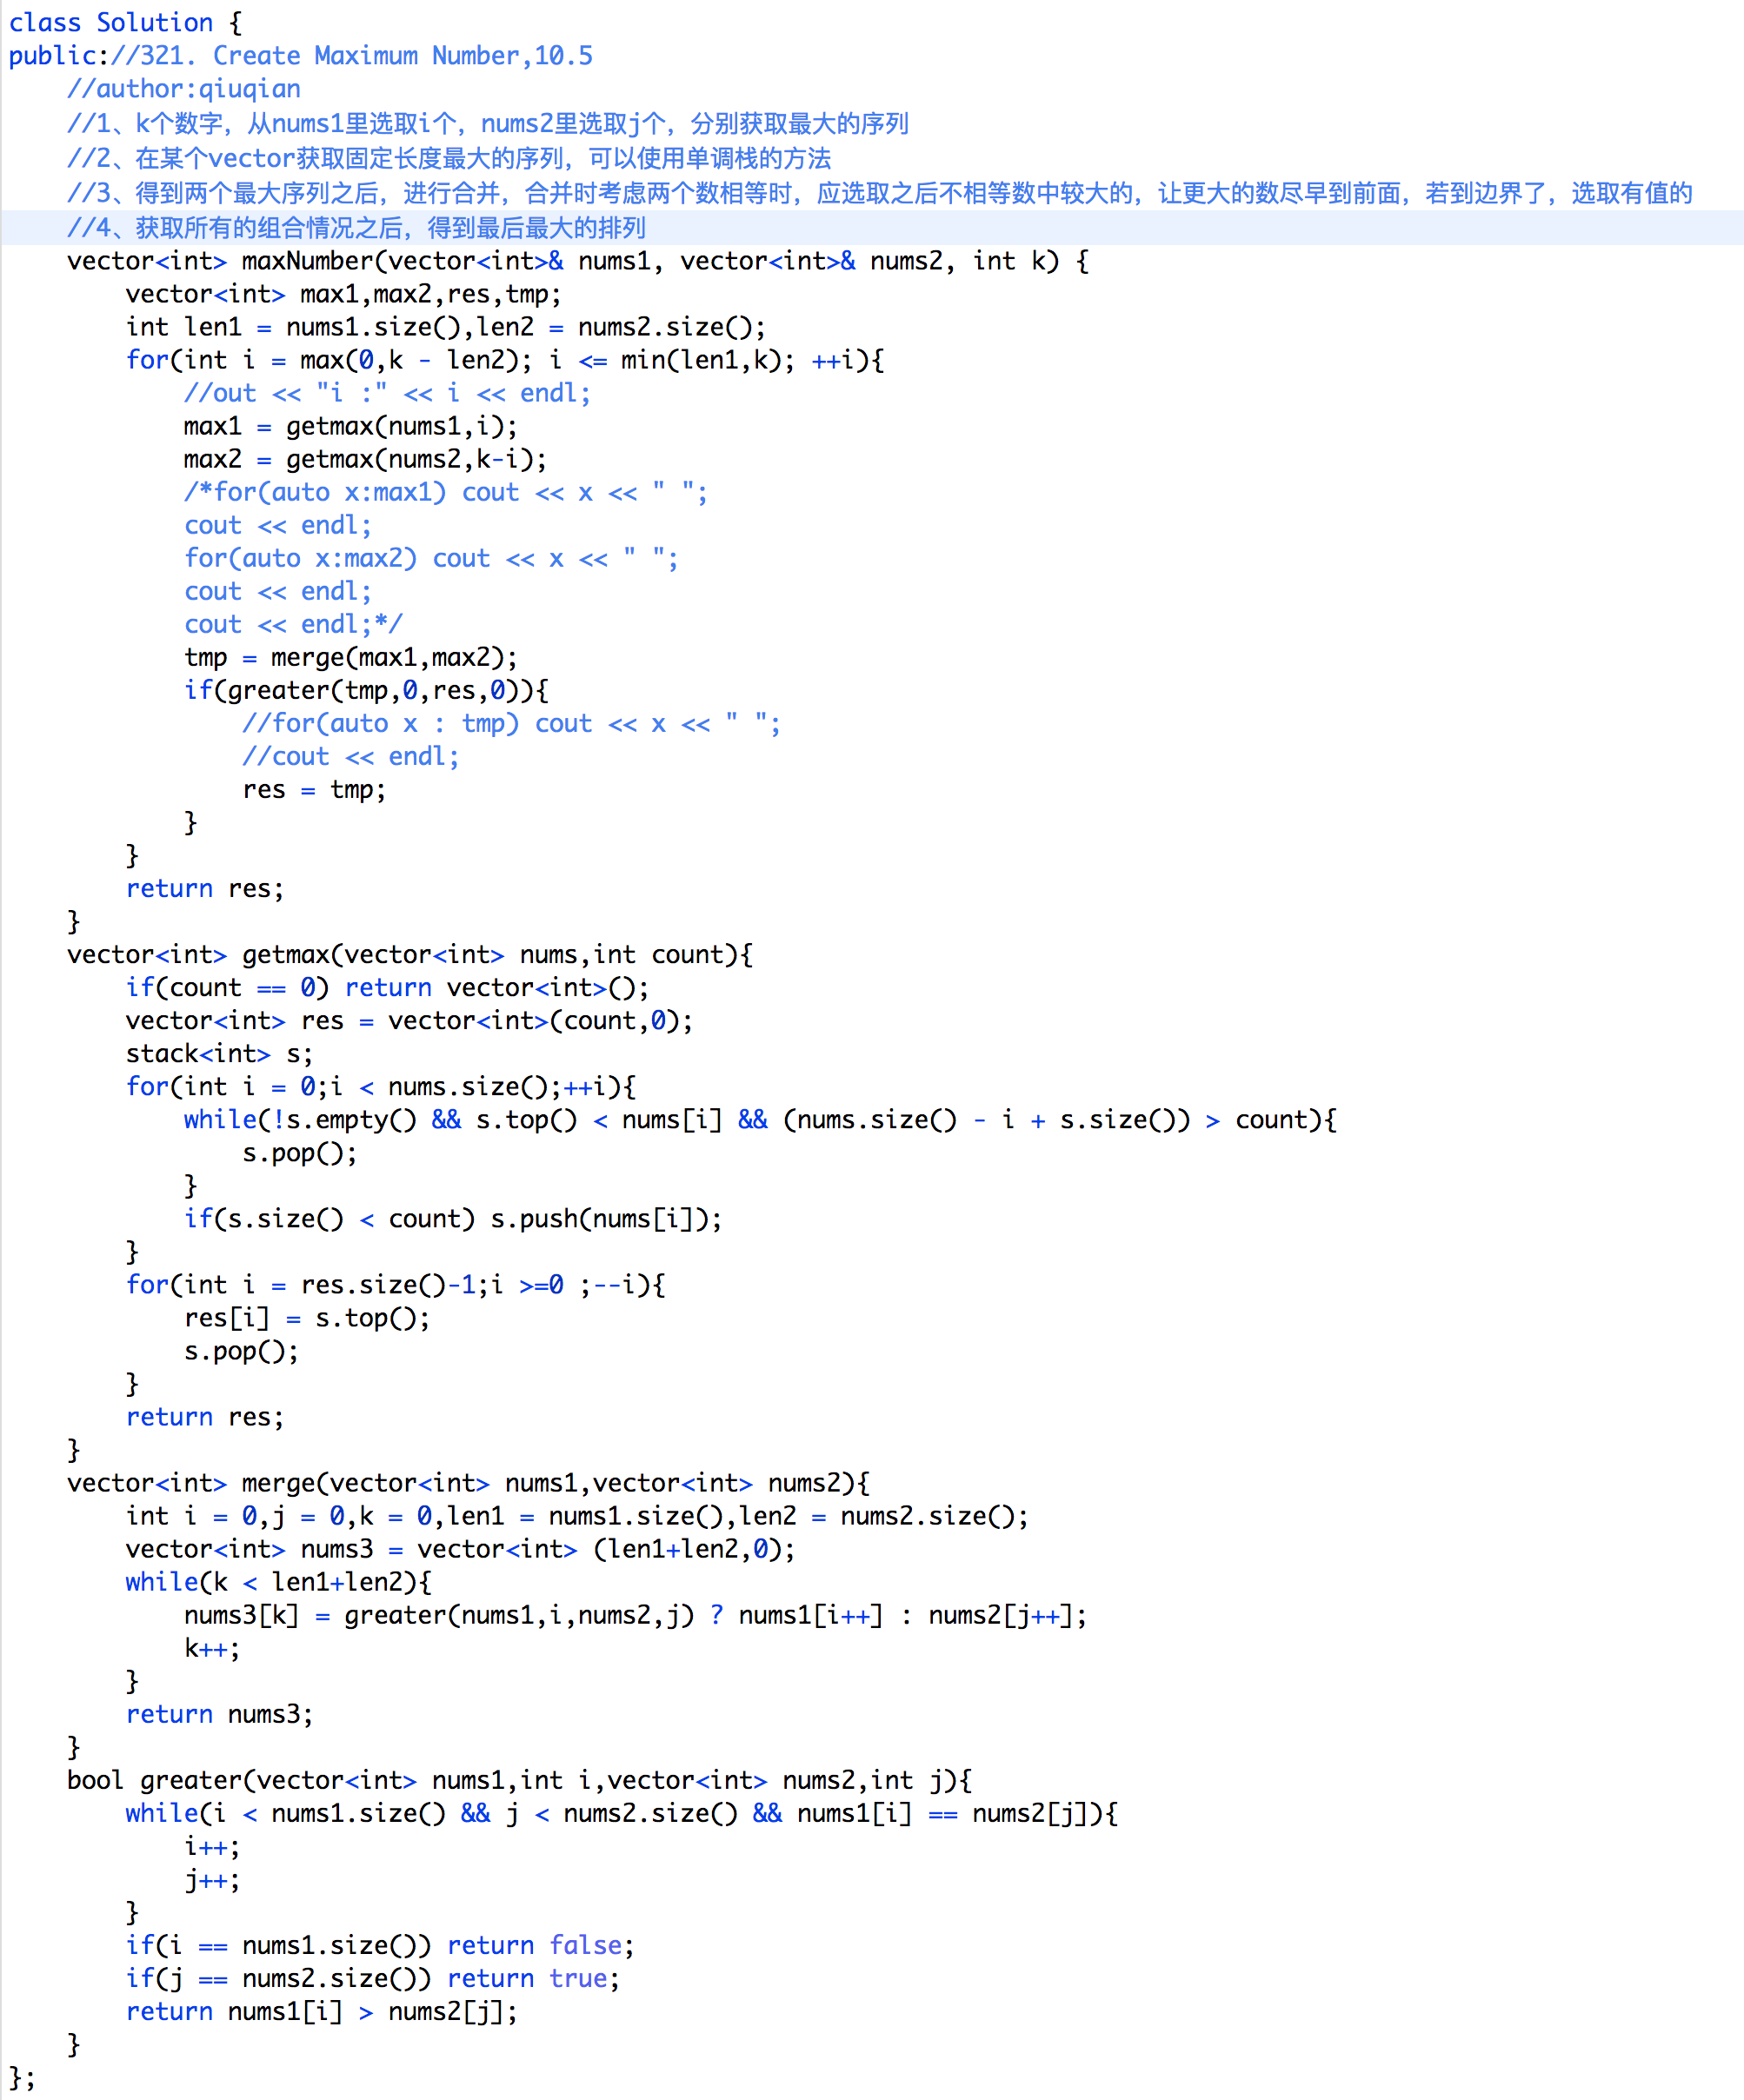 class Solution {
public://321. Create Maximum Number,10.5
    //author:qiuqian
    //1、k个数字，从nums1里选取i个，nums2里选取j个，分别获取最大的序列
    //2、在某个vector获取固定长度最大的序列，可以使用单调栈的方法
    //3、得到两个最大序列之后，进行合并，合并时考虑两个数相等时，应选取之后不相等数中较大的，让更大的数尽早到前面，若到边界了，选取有值的
    //4、获取所有的组合情况之后，得到最后最大的排列
    vector<int> maxNumber(vector<int>& nums1, vector<int>& nums2, int k) {
        vector<int> max1,max2,res,tmp;
        int len1 = nums1.size(),len2 = nums2.size();
        for(int i = max(0,k - len2); i <= min(len1,k); ++i){
            //out << "i :" << i << endl;
            max1 = getmax(nums1,i);
            max2 = getmax(nums2,k-i);
            /*for(auto x:max1) cout << x << " ";
            cout << endl;
            for(auto x:max2) cout << x << " ";
            cout << endl;
            cout << endl;*/
            tmp = merge(max1,max2);
            if(greater(tmp,0,res,0)){
                //for(auto x : tmp) cout << x << " ";
                //cout << endl;
                res = tmp;
            }
        }
        return res;
    }
    vector<int> getmax(vector<int> nums,int count){
        if(count == 0) return vector<int>();
        vector<int> res = vector<int>(count,0);
        stack<int> s;
        for(int i = 0;i < nums.size();++i){
            while(!s.empty() && s.top() < nums[i] && (nums.size() - i + s.size()) > count){
                s.pop();
            }
            if(s.size() < count) s.push(nums[i]);
        }
        for(int i = res.size()-1;i >=0 ;--i){
            res[i] = s.top();
            s.pop();
        }
        return res;
    }
    vector<int> merge(vector<int> nums1,vector<int> nums2){
        int i = 0,j = 0,k = 0,len1 = nums1.size(),len2 = nums2.size();
        vector<int> nums3 = vector<int> (len1+len2,0);
        while(k < len1+len2){
            nums3[k] = greater(nums1,i,nums2,j) ? nums1[i++] : nums2[j++];
            k++;
        }
        return nums3;
    }
    bool greater(vector<int> nums1,int i,vector<int> nums2,int j){
        while(i < nums1.size() && j < nums2.size() && nums1[i] == nums2[j]){
            i++;
            j++;
        }
        if(i == nums1.size()) return false;
        if(j == nums2.size()) return true;
        return nums1[i] > nums2[j];
    }
};